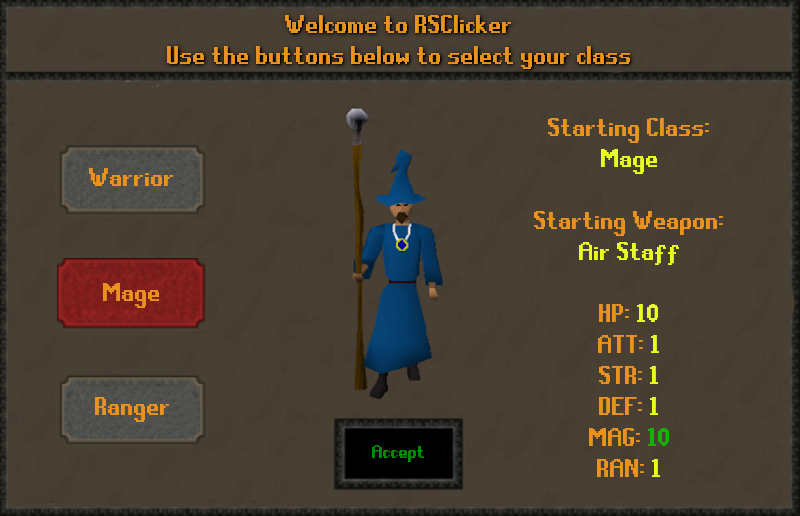 Welcome to RSClicker
Use the buttons below to select your class
Warrior
Mage
Ranger
Accept
Starting Class:
Mage
Starting Weapon:
Air Staff
HP: 10
ATT: 1
STR: 1
DEF: 1
MAG: 10
RAN: 1